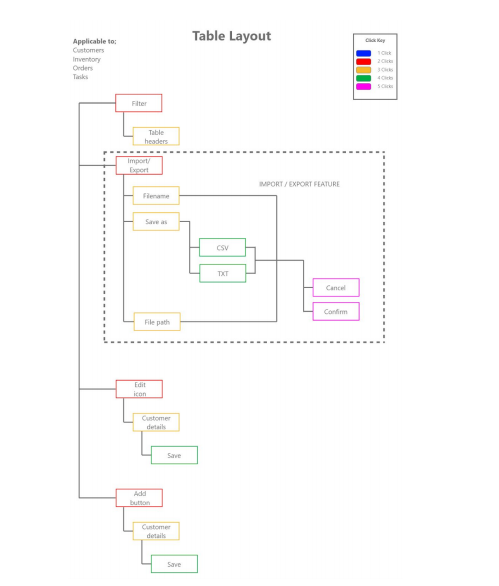 Table Layout
Applicable to;
Customers
Inventory
Orders
Tasks
Click Key
1 Click
2 Clicks
3 Clicks
4 Clicks
5 Clicks
Filter
Table
headers
Import/
Export
IMPORT / EXPORT FEATURE
Filename
Save as
CSV
TXT
Cancel
Confirm
File path
Edit
icon
Customer
details
Save
Add
button
Customer
details
Save